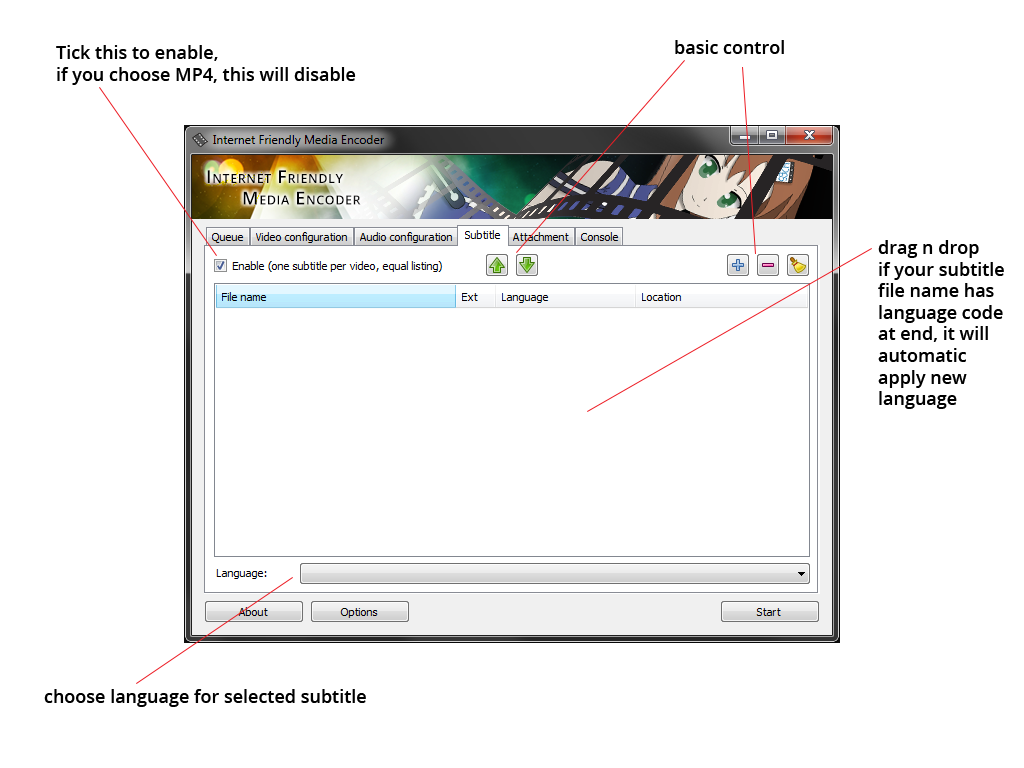 Tick this to enable,
if you choose MP4, this will disable
basic control
Internet Friendly Media Encoder
Internet Friendly
Media Encoder
Queue Video configuration Audio configuration Subtitle Attachment Console
Enable (one subtitle per video, equal listing)
File name Ext Language Location
drag n drop
if your subtitle
file name has
language code
at end, it will
automatic
apply new
language
Language:
About Options Start
choose language for selected subtitle